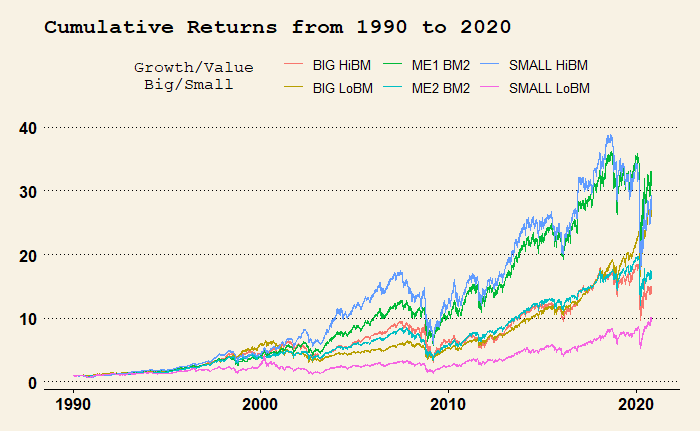 Cumulative Returns from 1990 to 2020
Growth/Value
Big/Small
BIG HiBM ME1 BM2 SMALL HiBM
BIG LoBM ME2 BM2 SMALL LoBM
40
30
20
10
0
1990 2000 2010 2020